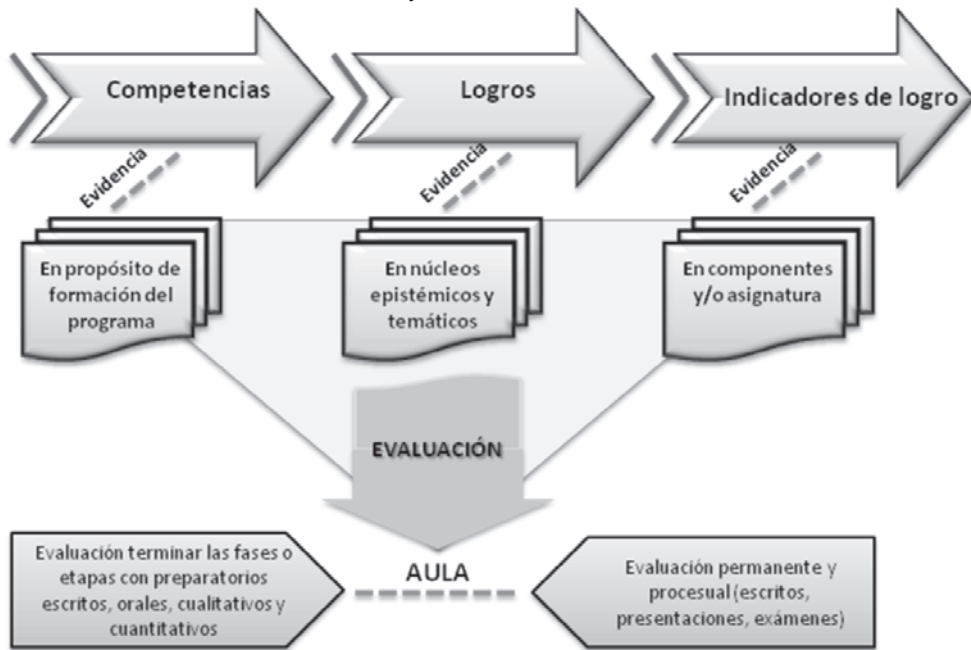 Competencias
Logros
Indicadores de logro
Evidencia
Evidencia
Evidencia
En propósito de
formación del
programa
En núcleos
epistémicos y
temáticos
En componentes
y/o asignatura
EVALUACIÓN
Evaluación terminar las fases o
etapas con preparatorios
escritos, orales, cualitativos y
cuantitativos
AULA
Evaluación permanente y
procesual (escritos,
presentaciones, exámenes)